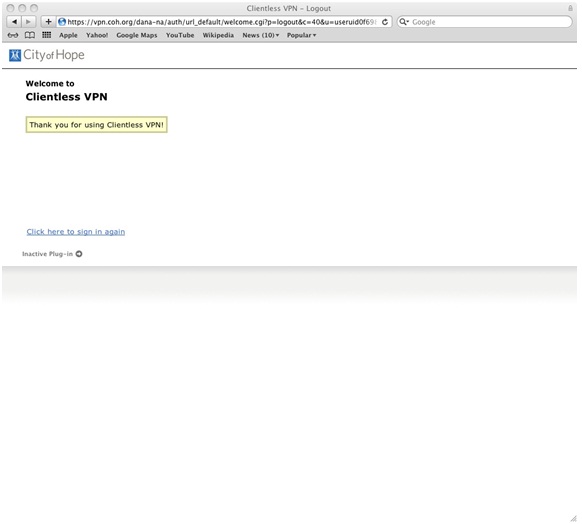 Clientless VPN – Logout
https://vpn.coh.org/dana-na/auth/url_default/welcome.cgi?p=logout&c=40&u=useruid0f69
Google
Apple Yahoo! Google Maps YouTube Wikipedia News (10) Popular
City of Hope
Welcome to
Clientless VPN
Thank you for using Clientless VPN!
Click here to sign in again
Inactive Plug-in